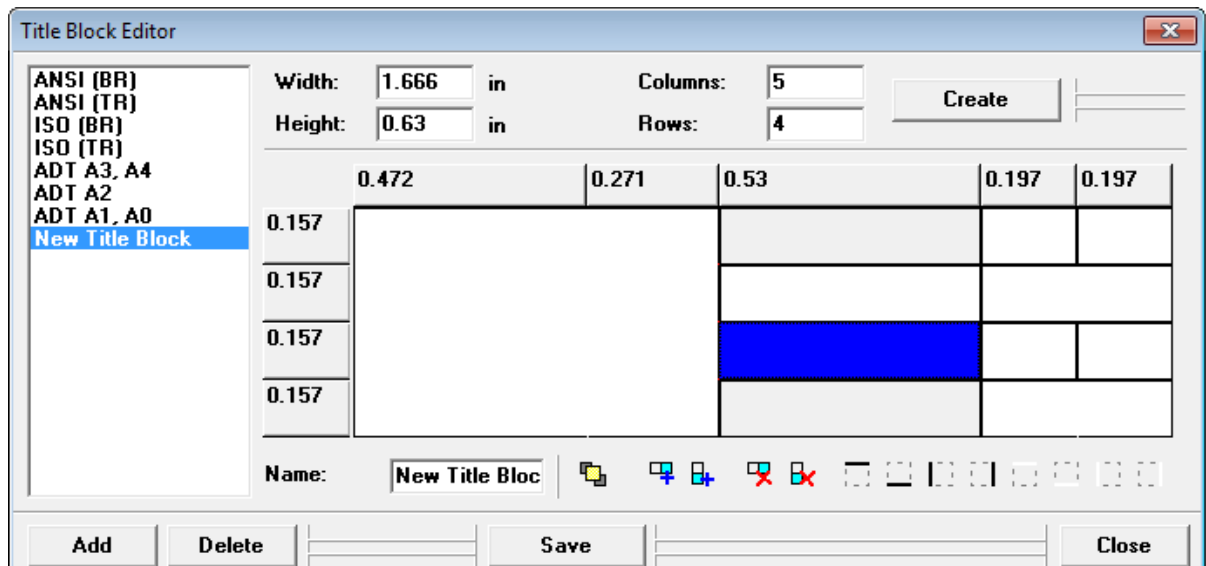 Title Block Editor
ANSI (BR)
ANSI (TR)
ISO (BR)
ISO (TR)
ADT A3, A4
ADT A2
ADT A1, A0
New Title Block
Width: 1.666 in Columns: 5 Create
Height: 0.63 in Rows: 4
0.472 0.271 0.53 0.197 0.197
0.157
0.157
0.157
0.157
Name: New Title Bloc
Add Delete Save Close